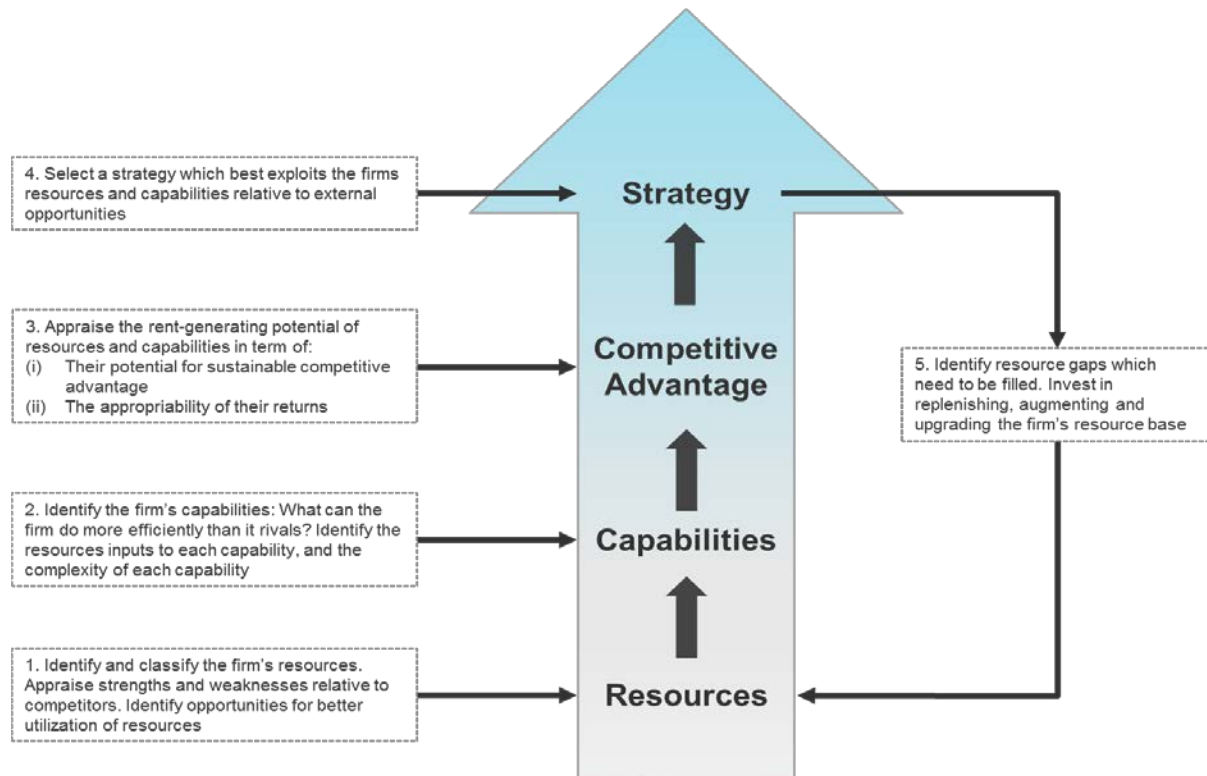 4. Select a strategy which best exploits the firms
resources and capabilities relative to external
opportunities
Strategy
3. Appraise the rent-generating potential of
resources and capabilities in term of:
(i) Their potential for sustainable competitive
advantage
(ii) The appropriability of their returns
Competitive
Advantage
5. Identify resource gaps which
need to be filled. Invest in
replenishing, augmenting and
upgrading the firm's resource base
2. Identify the firm's capabilities: What can the
firm do more efficiently than it rivals? Identify the
resources inputs to each capability, and the
complexity of each capability
Capabilities
1. Identify and classify the firm's resources.
Appraise strengths and weaknesses relative to
competitors. Identify opportunities for better
utilization of resources
Resources